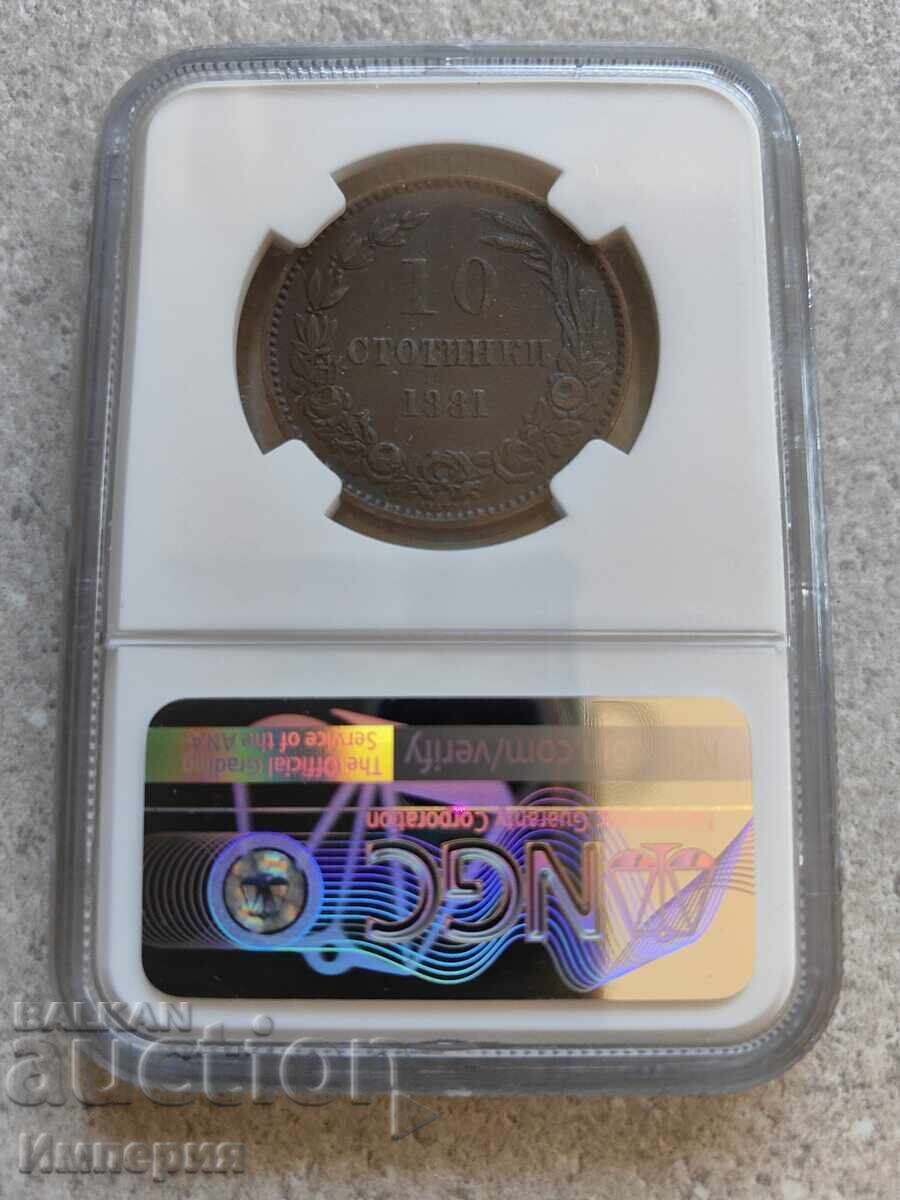 10
СТОТИНКИ
1881
NGC
Guaranty Corporation
.com/verify
The Official Grading
Service of the ANA
BALKAN
auction
Империя